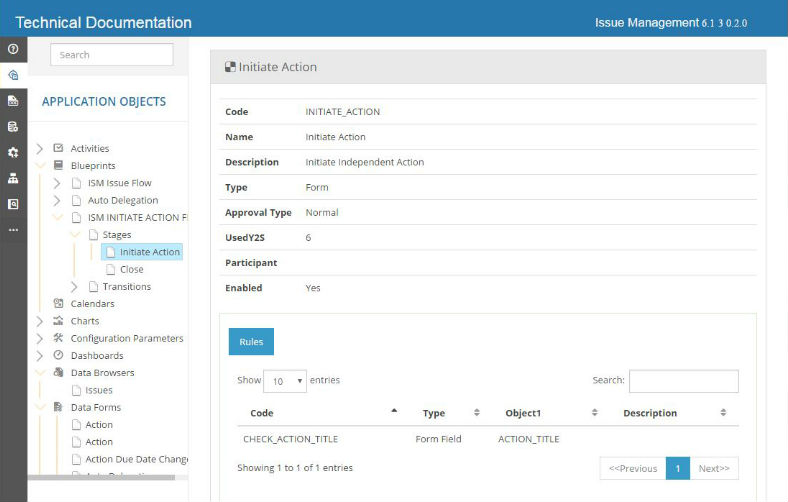 Technical Documentation
Issue Management 6.1 3 0.2.0
Search
APPLICATION OBJECTS
Activities
Blueprints
ISM Issue Flow
Auto Delegation
ISM INITIATE ACTION F
Stages
Initiate Action
Close
Transitions
Calendars
Charts
Configuration Parameters
Dashboards
Data Browsers
Issues
Data Forms
Action
Action
Action Due Date Change
Initiate Action
Code INITIATE_ACTION
Name Initiate Action
Description Initiate Independent Action
Type Form
Approval Type Normal
UsedY2S 6
Participant
Enabled Yes
Rules
Show 10 entries
Search:
Code Type Object1 Description
CHECK_ACTION_TITLE Form Field ACTION_TITLE
Showing 1 to 1 of 1 entries
<<Previous 1 Next>>